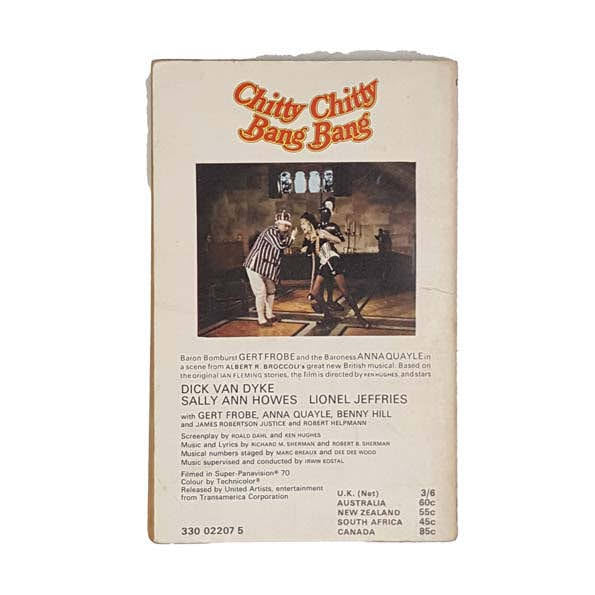 Chitty Chitty
Bang Bang
Baron Bomburst GERT FROBE and the Baroness ANNA QUAYLE in
a scene from ALBERT R. BROCCOLI's great new British musical. Based on
the original IAN FLEMING stories, the film is directed by KEN HUGHES, and stars
DICK VAN DYKE
SALLY ANN HOWES LIONEL JEFFRIES
with GERT FROBE, ANNA QUAYLE, BENNY HILL
and JAMES ROBERTSON JUSTICE and ROBERT HELPMANN
Screenplay by ROALD DAHL and KEN HUGHES
Music and Lyrics by RICHARD M. SHERMAN and ROBERT B. SHERMAN
Musical numbers staged by MARC BREAUX and DEE DEE WOOD
Music supervised and conducted by IRWIN KOSTAL
Filmed in Super-Panavision® 70
Colour by Technicolor®
Released by United Artists, entertainment
from Transamerica Corporation
U.K. (Net) 3/6
AUSTRALIA 60c
NEW ZEALAND 55c
SOUTH AFRICA 45c
CANADA 85c
330 02207 5